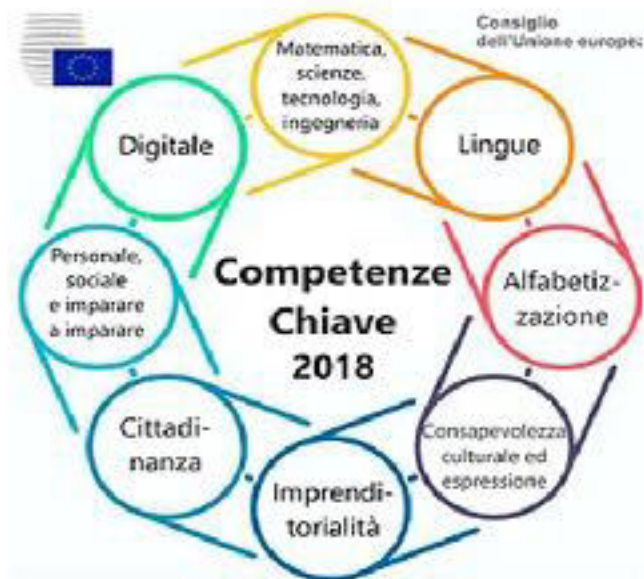 Consiglio
dell'Unione europea
Matematica,
scienze,
tecnologia,
ingegneria
Lingue
Alfabetiz-
zazione
Consapevolezza
culturale ed
espressione
Imprendi-
torialità
Cittadi-
nanza
Personale,
sociale
e imparare
a imparare
Digitale
Competenze
Chiave
2018